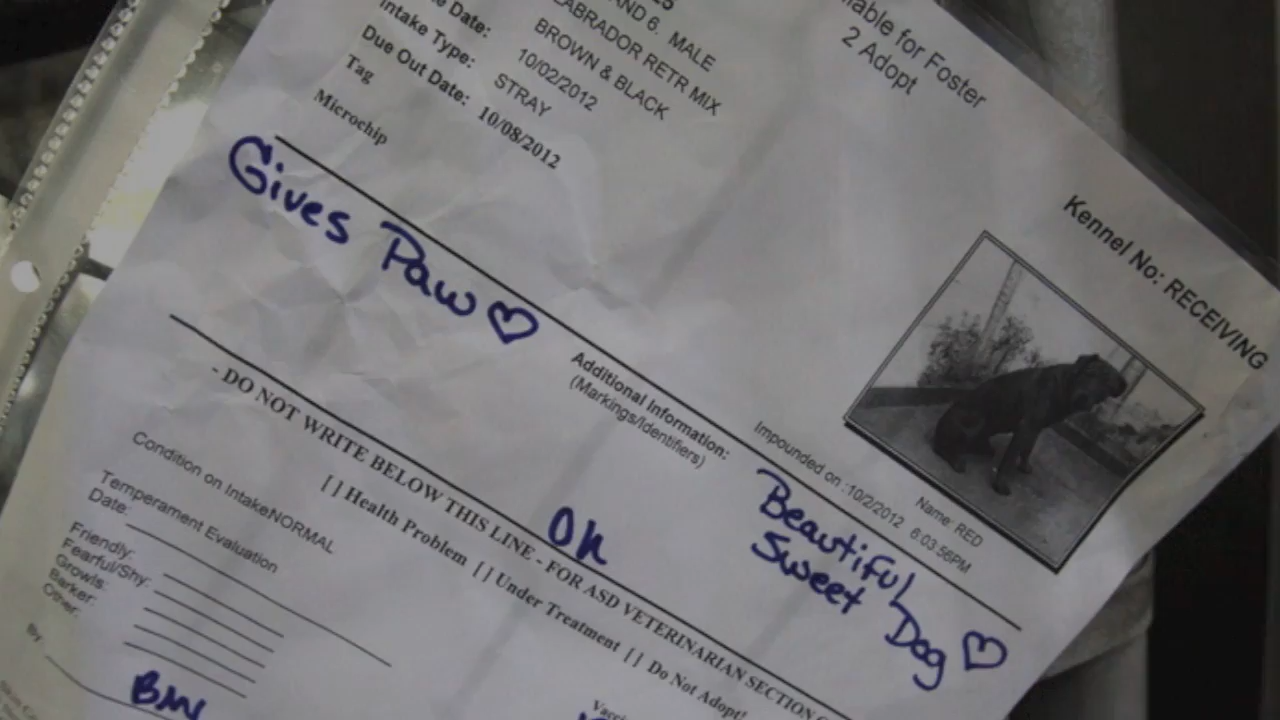 AND 6. MALE
LABRADOR RETR MIX
BROWN & BLACK
Date: 10/02/2012
Intake Type: STRAY
Due Out Date: 10/08/2012
Tag
Microchip
for Foster
2 Adopt
Kennel No: RECEIVING
Gives Paw ♡
Name: RED
Impounded on :10/2/2012 6:03:56PM
Additional Information:
(Markings/Identifiers)
Beautiful
Sweet Dog ♡
Ok
- DO NOT WRITE BELOW THIS LINE - FOR ASD VETERINARIAN SECTION
[ ] Health Problem [ ] Under Treatment [ ] Do Not Adopt!
Condition on IntakeNORMAL
Temperament Evaluation
Date:
Friendly:
Fearful/Shy:
Growls:
Barker:
Other:
By